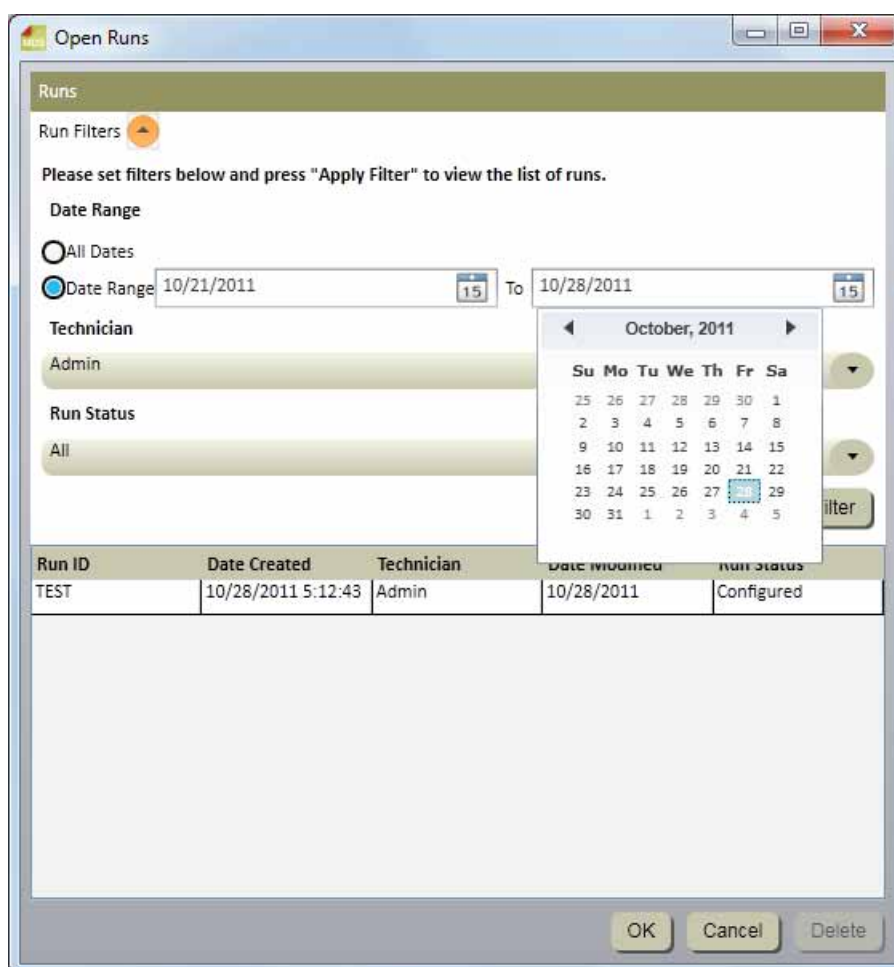 Open Runs
Runs
Run Filters
Please set filters below and press "Apply Filter" to view the list of runs.
Date Range
All Dates
Date Range 10/21/2011 15 To 10/28/2011 15
Technician
Admin
Run Status
All
October, 2011
Su Mo Tu We Th Fr Sa
25 26 27 28 29 30 1
2 3 4 5 6 7 8
9 10 11 12 13 14 15
16 17 18 19 20 21 22
23 24 25 26 27 28 29
30 31 1 2 3 4 5
ilter
Run ID Date Created Technician Date Modified Run Status
TEST 10/28/2011 5:12:43 Admin 10/28/2011 Configured
OK Cancel Delete